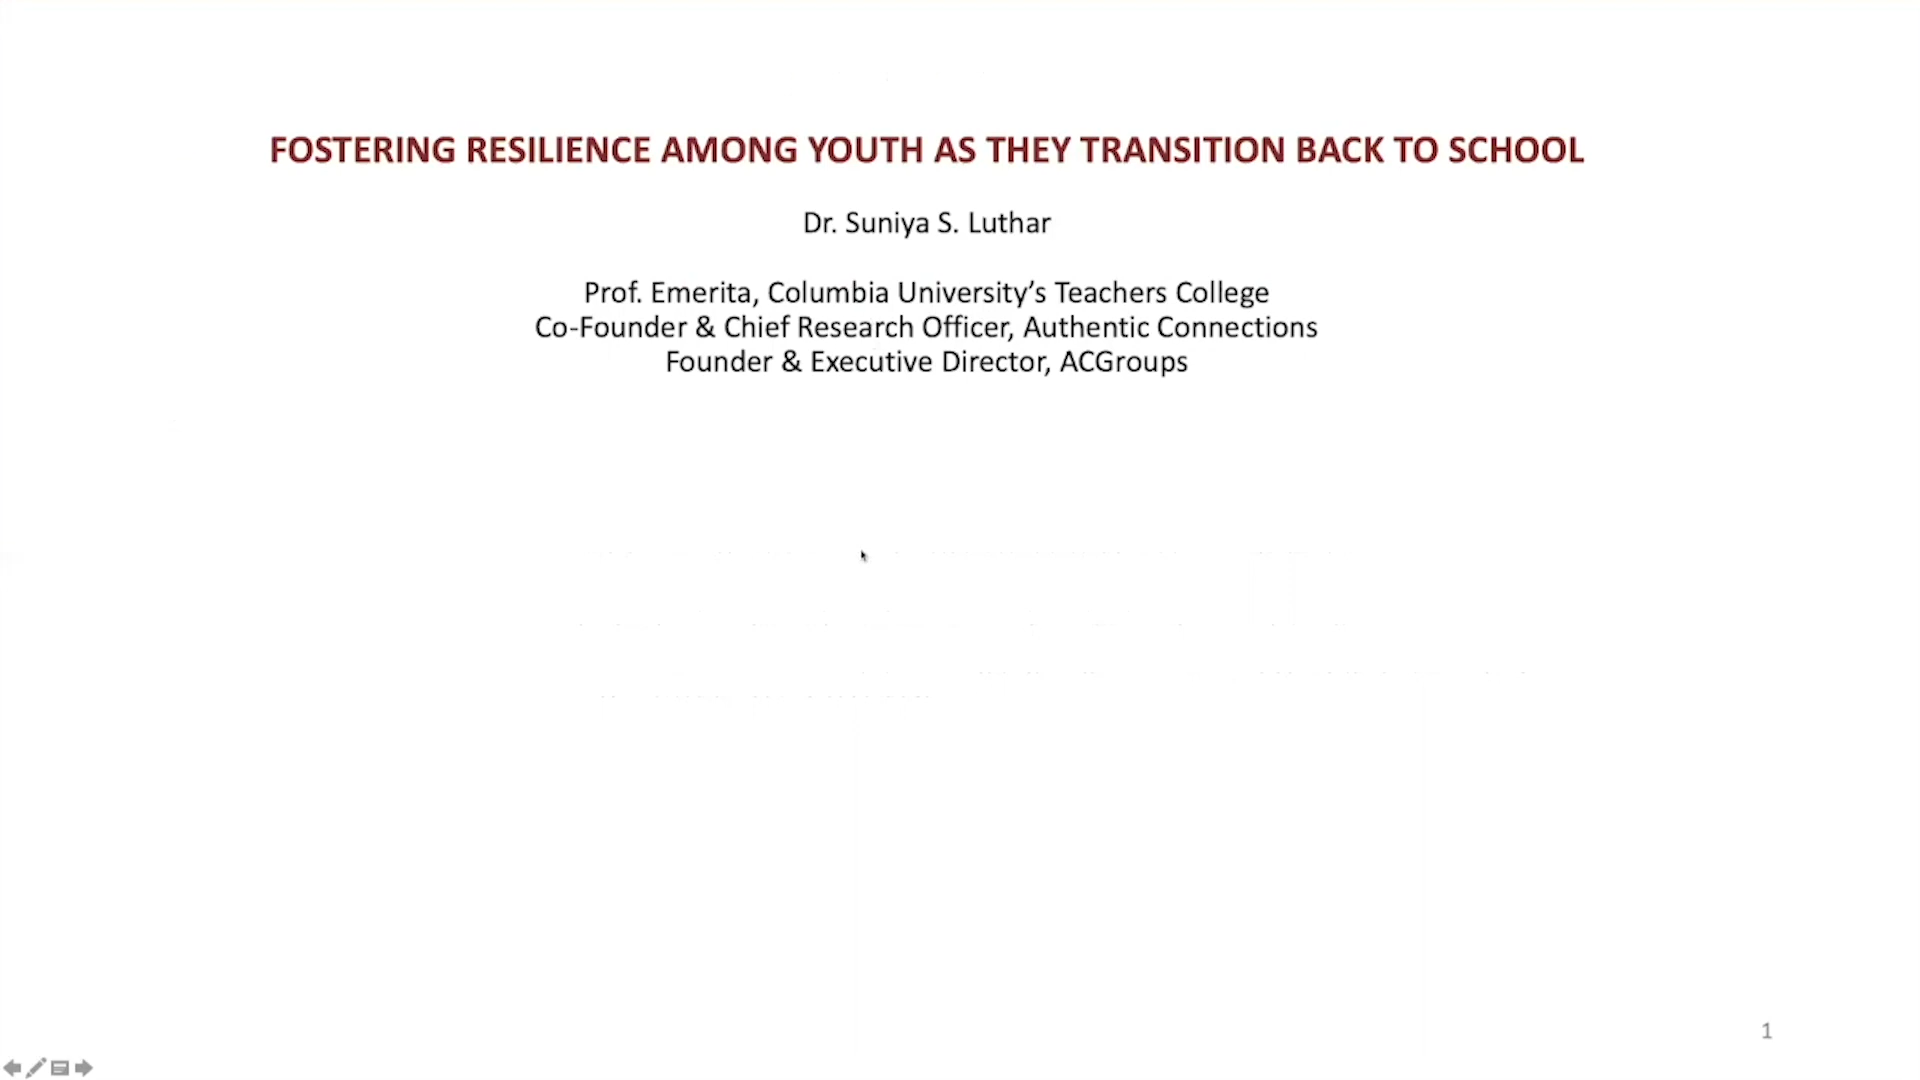 FOSTERING RESILIENCE AMONG YOUTH AS THEY TRANSITION BACK TO SCHOOL
Dr. Suniya S. Luthar
Prof. Emerita, Columbia University’s Teachers College
Co-Founder & Chief Research Officer, Authentic Connections
Founder & Executive Director, ACGroups
1